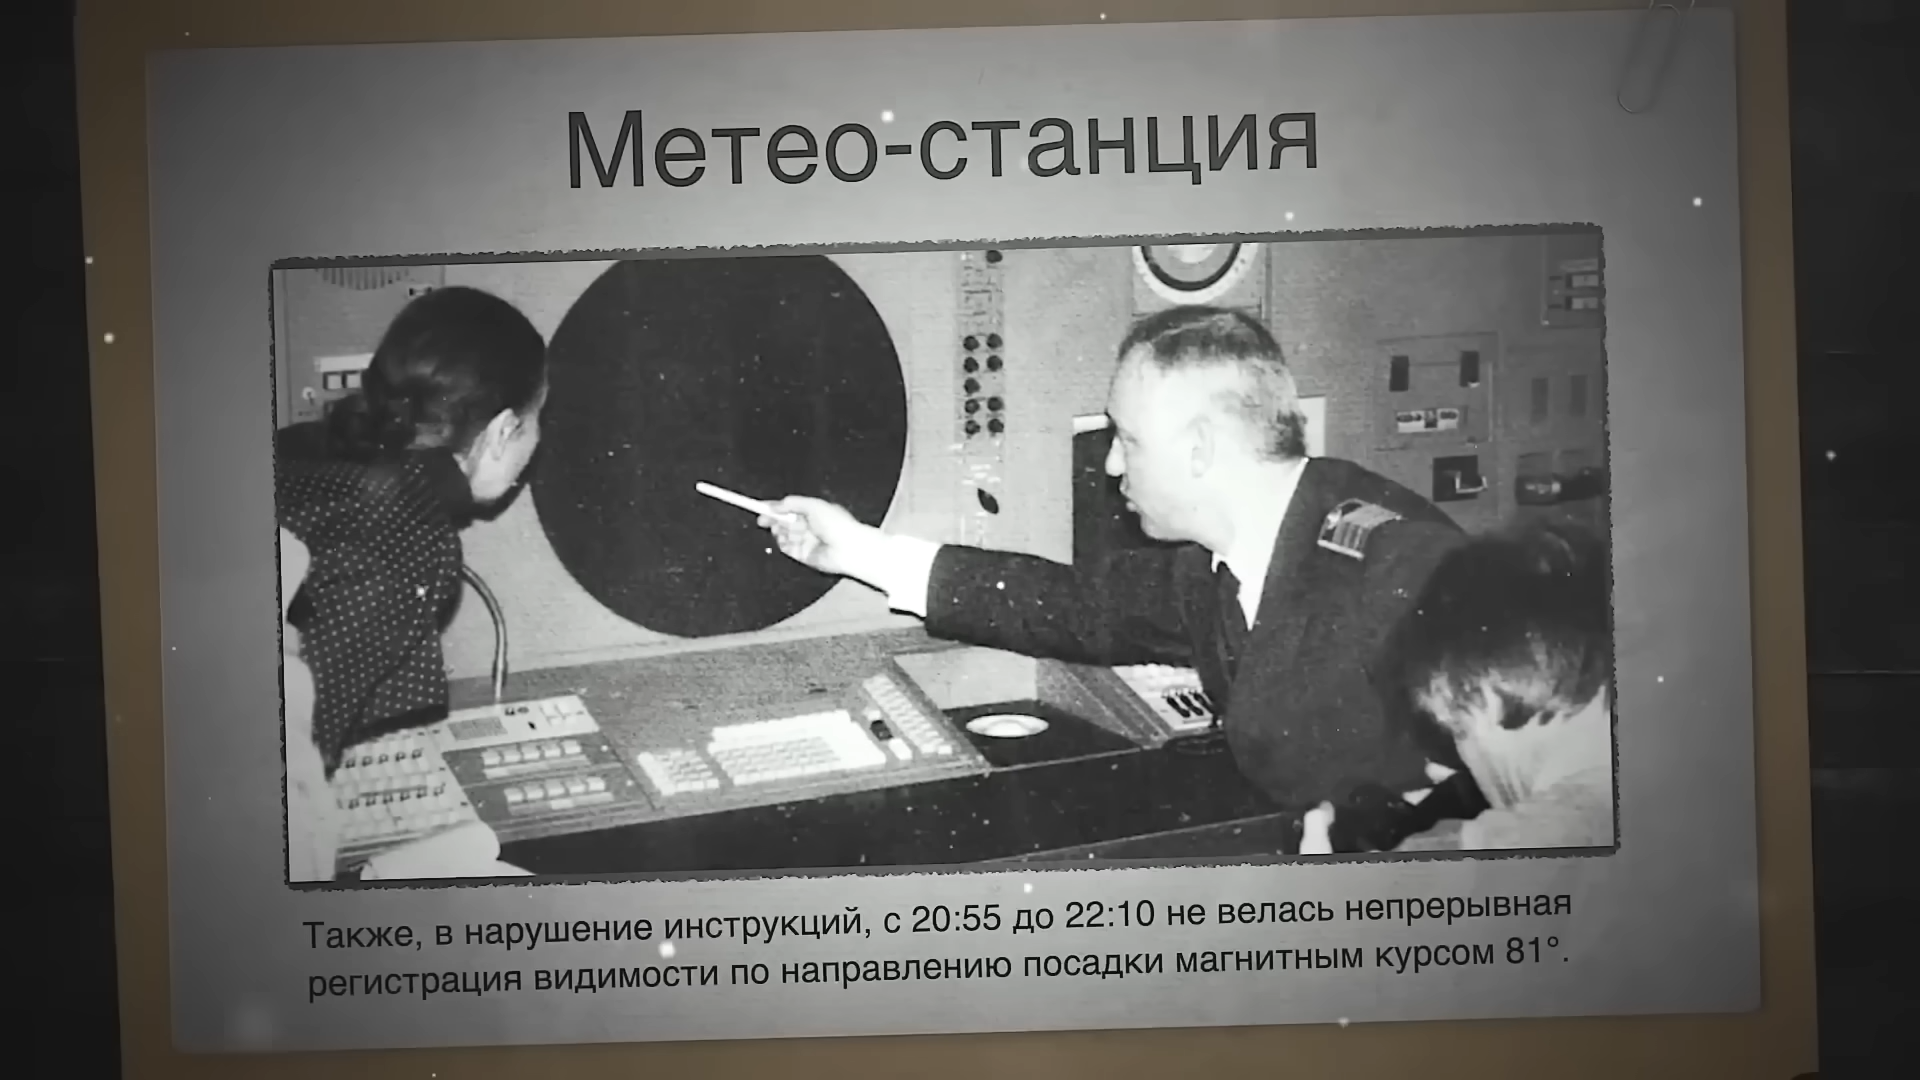 Метео-станция
Также, в нарушение инструкций, с 20:55 до 22:10 не велась непрерывная
регистрация видимости по направлению посадки магнитным курсом 81°.